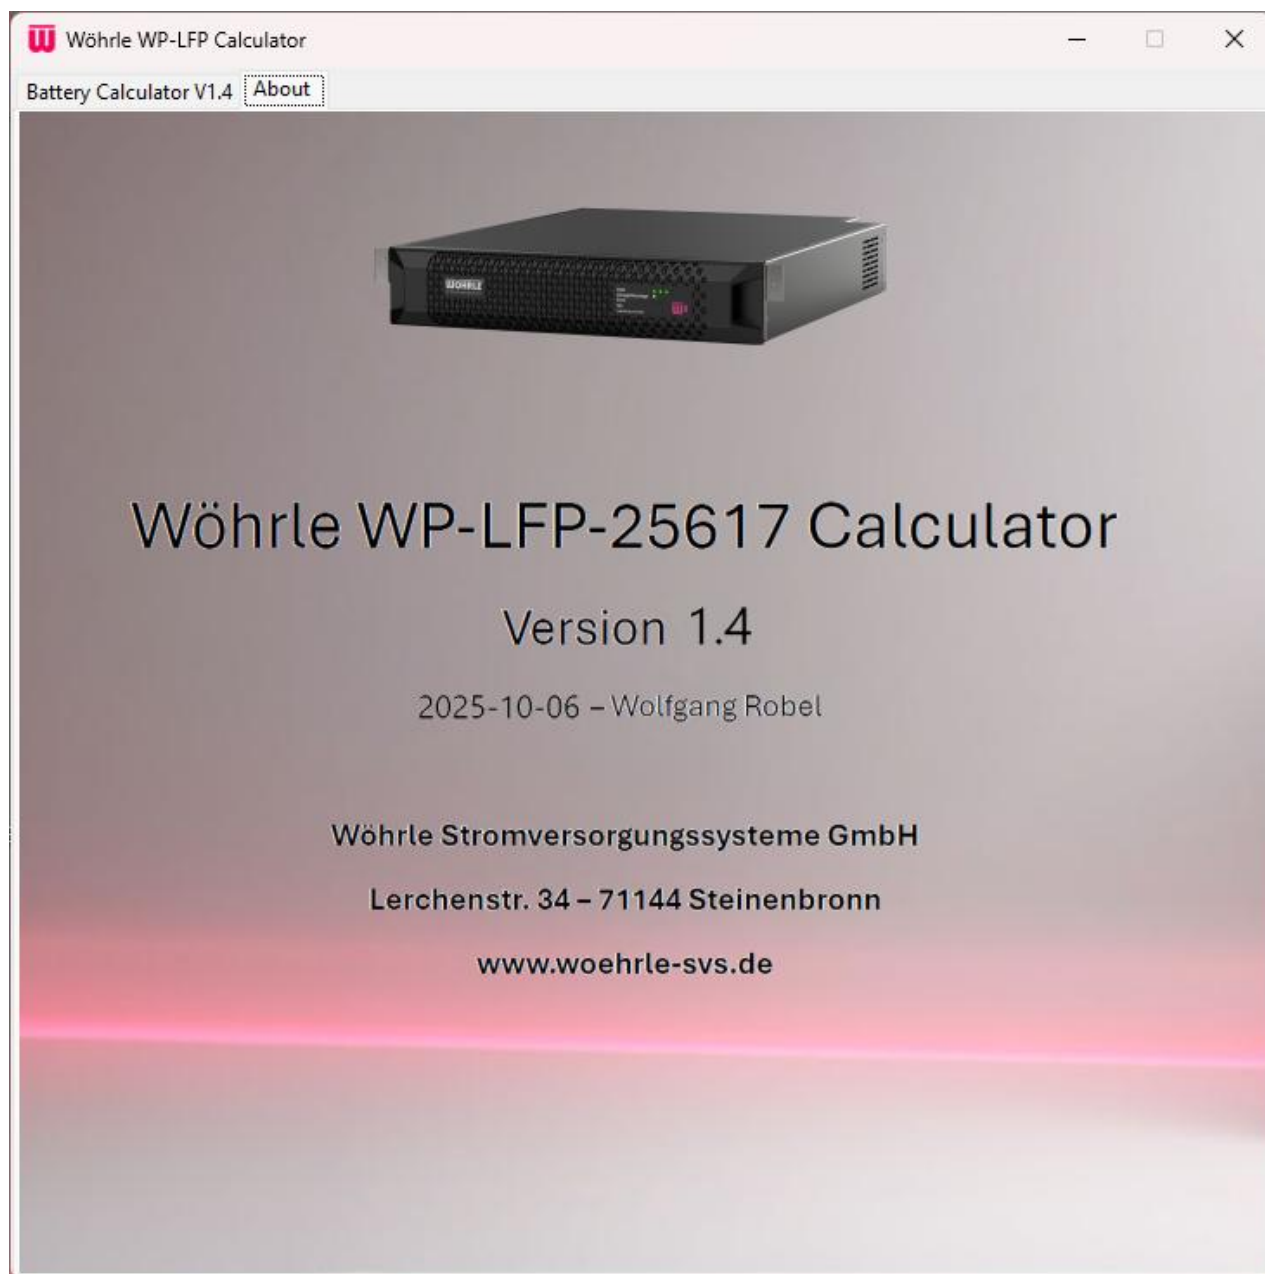 Wöhrle WP-LFP Calculator
Battery Calculator V1.4 About
WÖHRLE
Wöhrle WP-LFP-25617 Calculator
Version 1.4
2025-10-06 – Wolfgang Robel
Wöhrle Stromversorgungssysteme GmbH
Lerchenstr. 34 – 71144 Steinenbronn
www.woehrle-svs.de